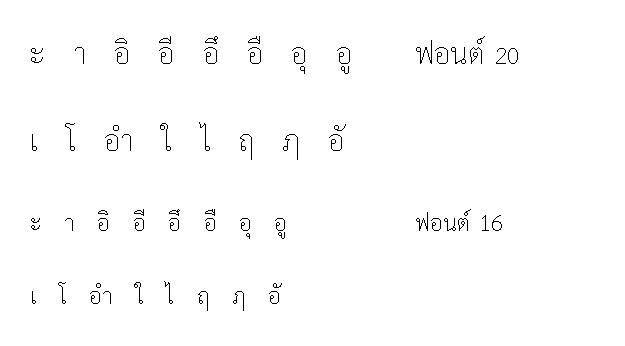 ะ า อิ อี อึ อื อุ อู ฟอนต์ 20
เ โ อำ ใ ไ ฤ ภ อั
ะ า อิ อี อึ อื อุ อู ฟอนต์ 16
เ โ อำ ใ ไ ฤ ภ อั